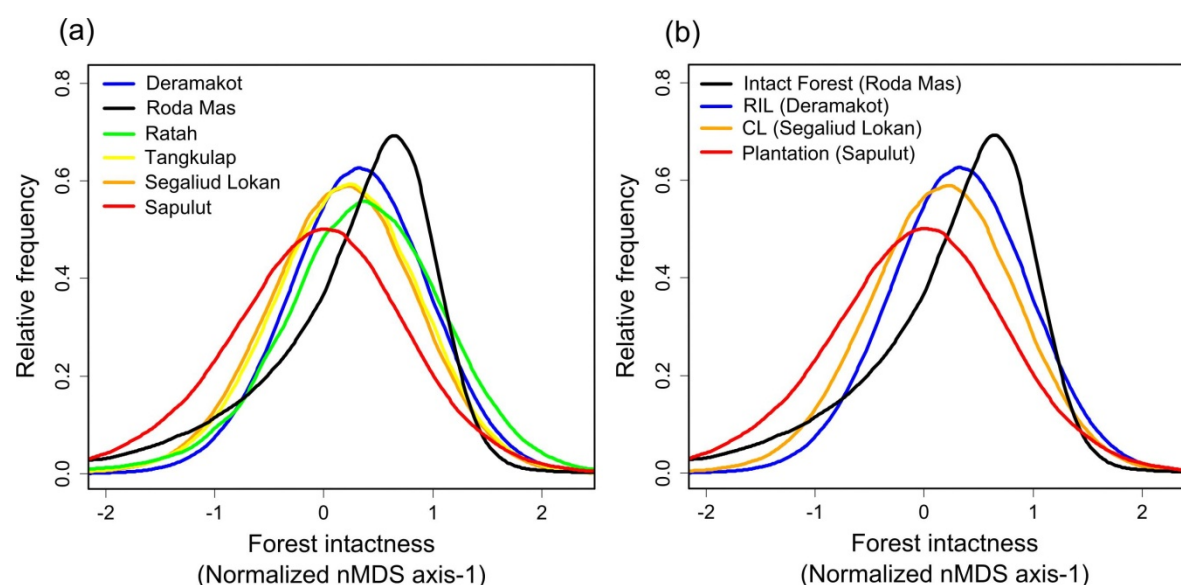 (a)
Deramakot
Roda Mas
Ratah
Tangkulap
Segaliud Lokan
Sapulut
Relative frequency
0.8
0.6
0.4
0.2
0.0
-2
-1
0
1
2
Forest intactness
(Normalized nMDS axis-1)
(b)
Intact Forest (Roda Mas)
RIL (Deramakot)
CL (Segaliud Lokan)
Plantation (Sapulut)
Relative frequency
0.8
0.6
0.4
0.2
0.0
-2
-1
0
1
2
Forest intactness
(Normalized nMDS axis-1)